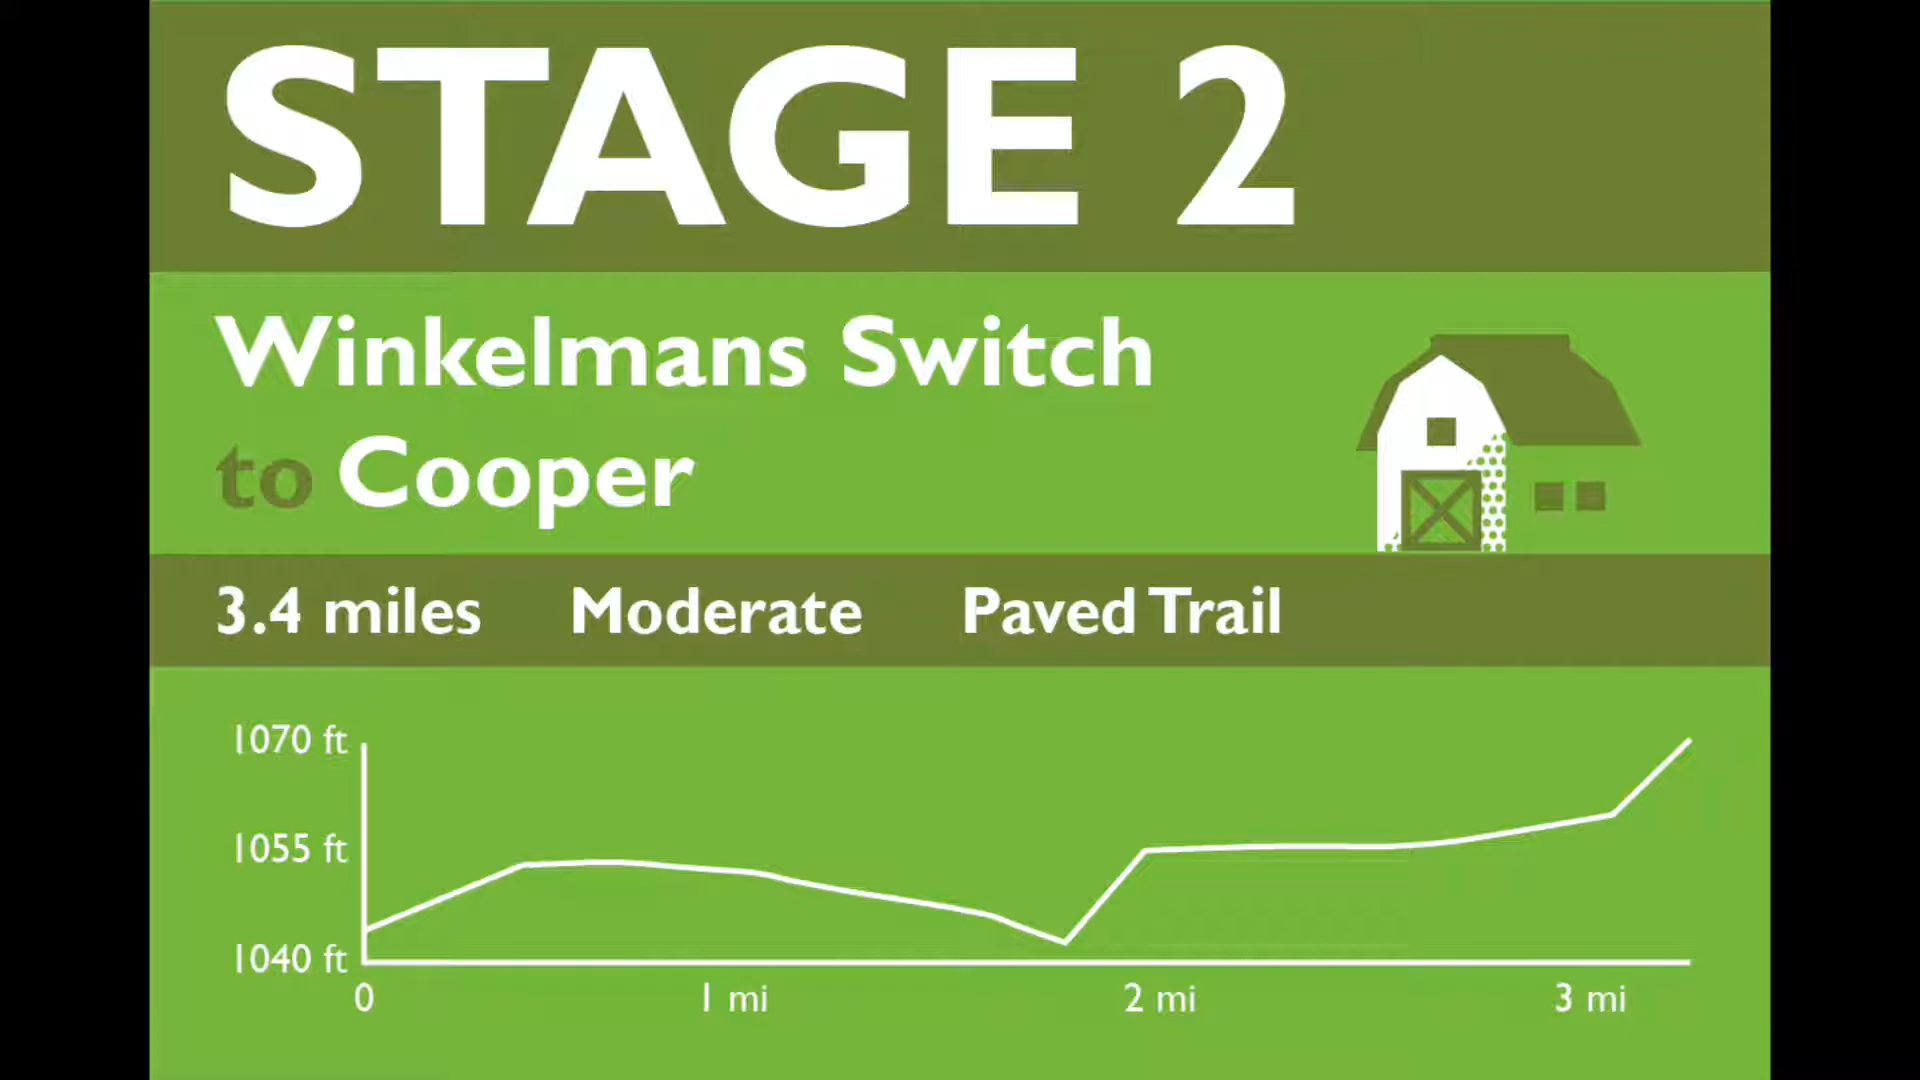 STAGE 2
Winkelmans Switch
to Cooper
3.4 miles Moderate Paved Trail
1070 ft
1055 ft
1040 ft
0 1 mi 2 mi 3 mi